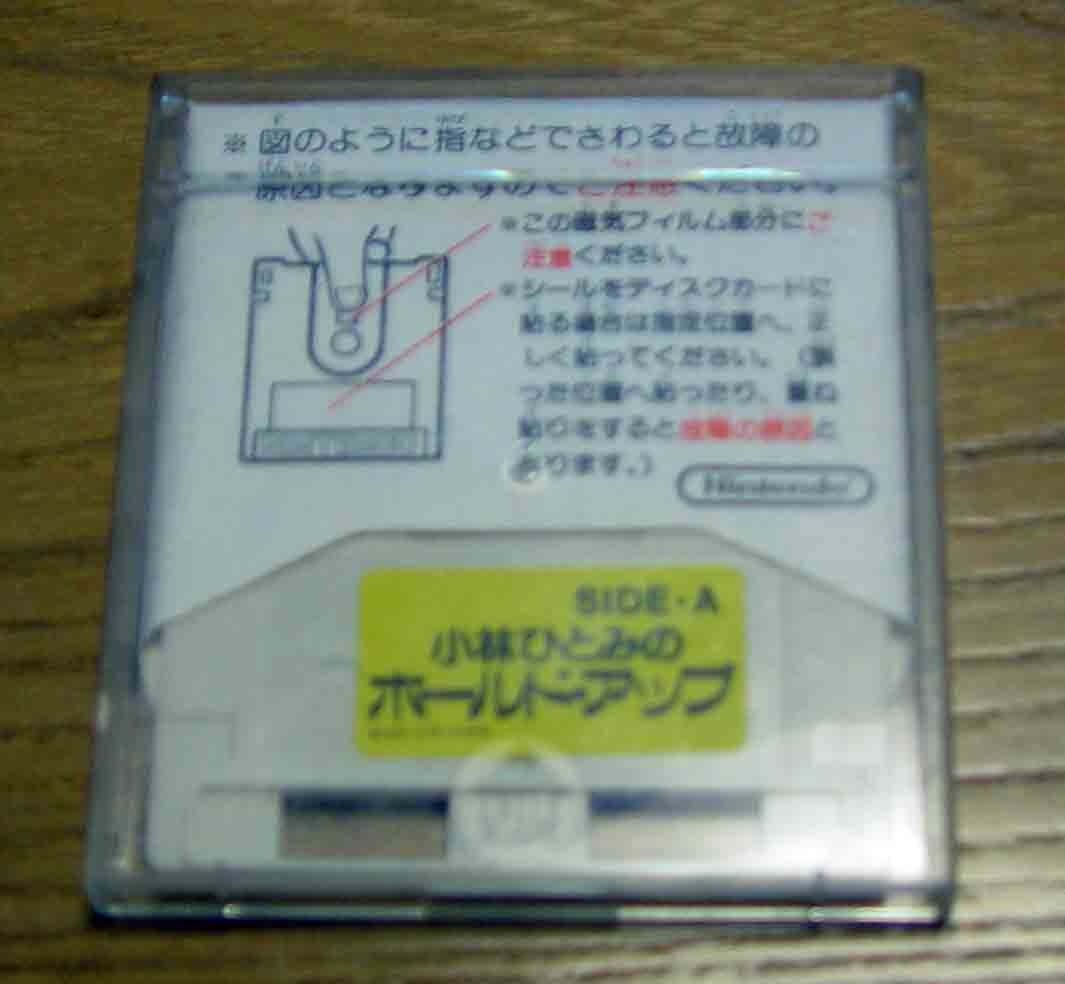 ※図のように指などでさわると故障の
原因となりますのでご注意ください。
※この磁気フィルム部分にご
注意ください。
※シールをディスクカードに
貼る場合は指定位置へ、正
しく貼ってください。(誤
った位置へ貼ったり、重ね
貼りをすると故障の原因と
なります。)
Nintendo
SIDE・A
小林ひとみの
ホールド・アップ